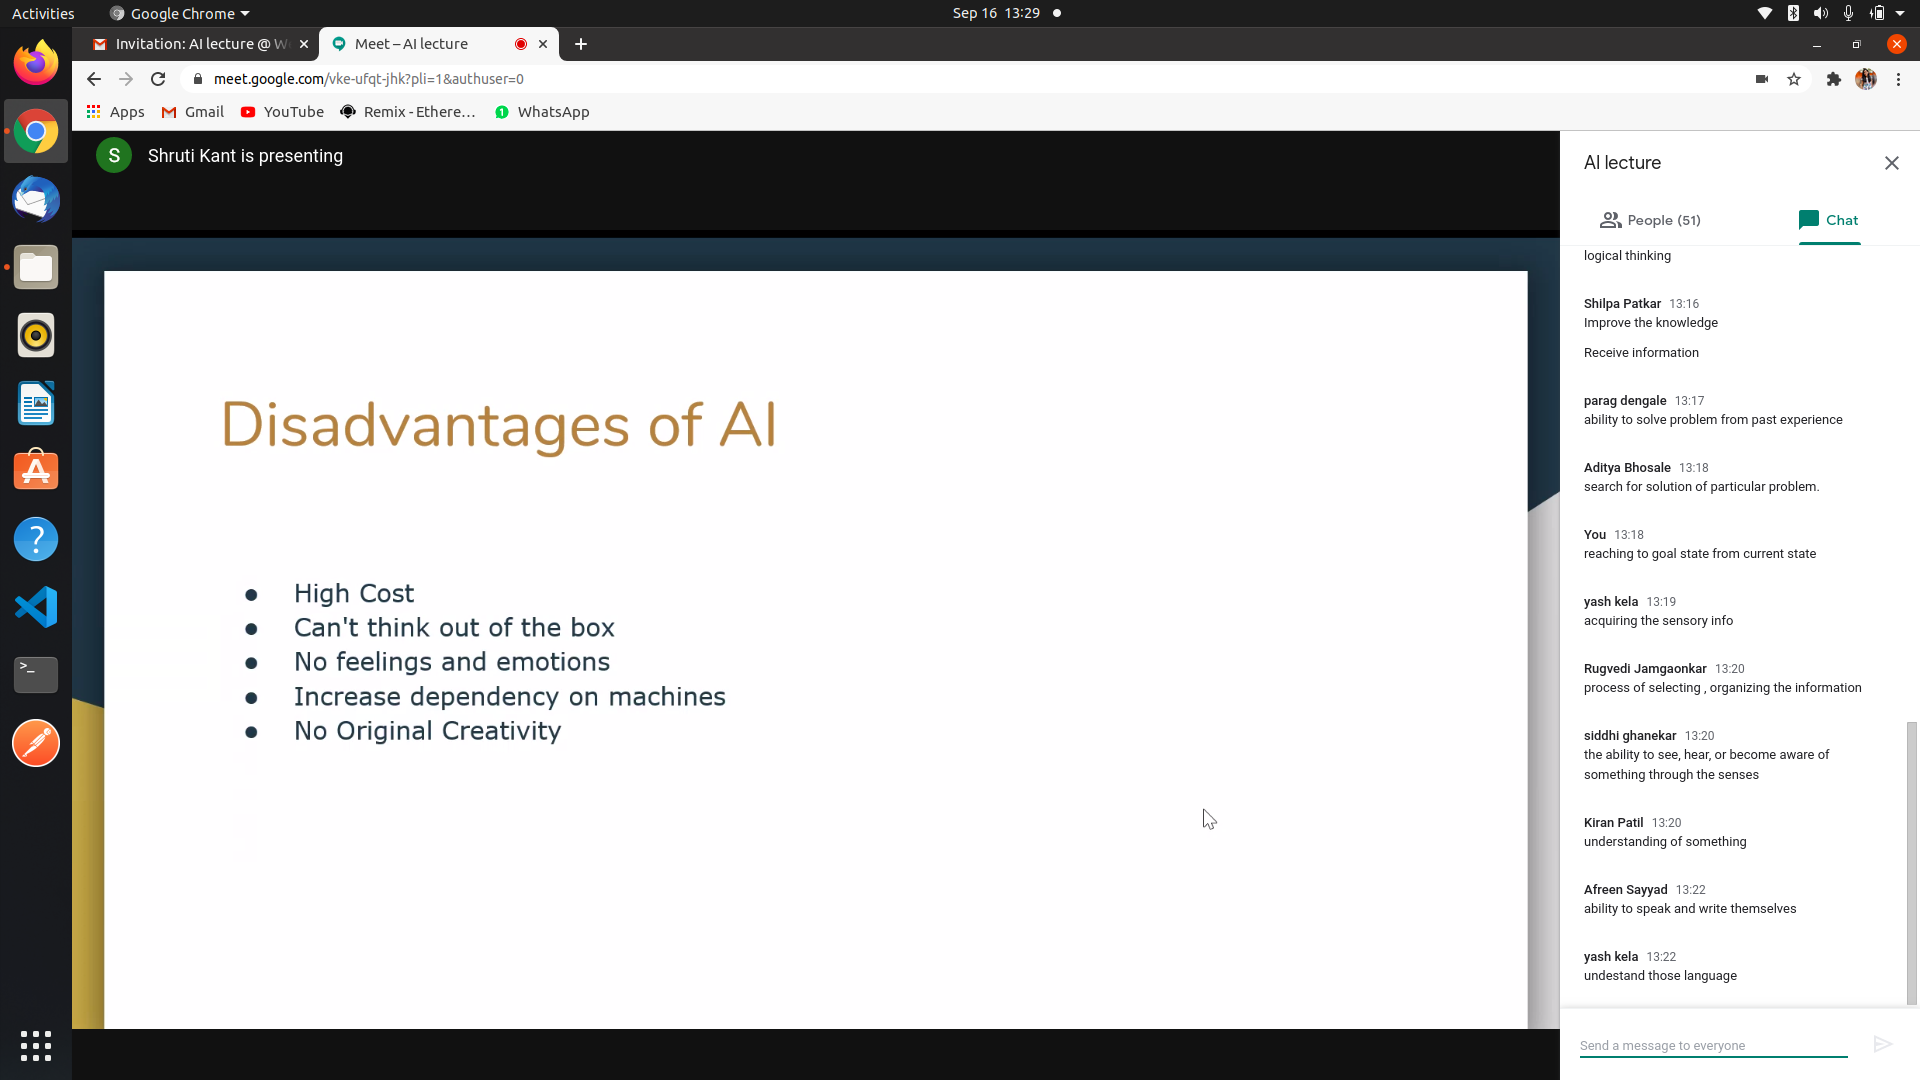 Activities
Google Chrome
Sep 16 13:29
Invitation: AI lecture @ W
Meet – AI lecture
meet.google.com/vke-ufqt-jhk?pli=1&authuser=0
Apps
Gmail
YouTube
Remix - Ethere...
WhatsApp
S
Shruti Kant is presenting
Disadvantages of AI
● High Cost
● Can't think out of the box
● No feelings and emotions
● Increase dependency on machines
● No Original Creativity
AI lecture
People (51)
Chat
logical thinking
Shilpa Patkar 13:16
Improve the knowledge
Receive information
parag dengale 13:17
ability to solve problem from past experience
Aditya Bhosale 13:18
search for solution of particular problem.
You 13:18
reaching to goal state from current state
yash kela 13:19
acquiring the sensory info
Rugvedi Jamgaonkar 13:20
process of selecting , organizing the information
siddhi ghanekar 13:20
the ability to see, hear, or become aware of
something through the senses
Kiran Patil 13:20
understanding of something
Afreen Sayyad 13:22
ability to speak and write themselves
yash kela 13:22
undestand those language
Send a message to everyone